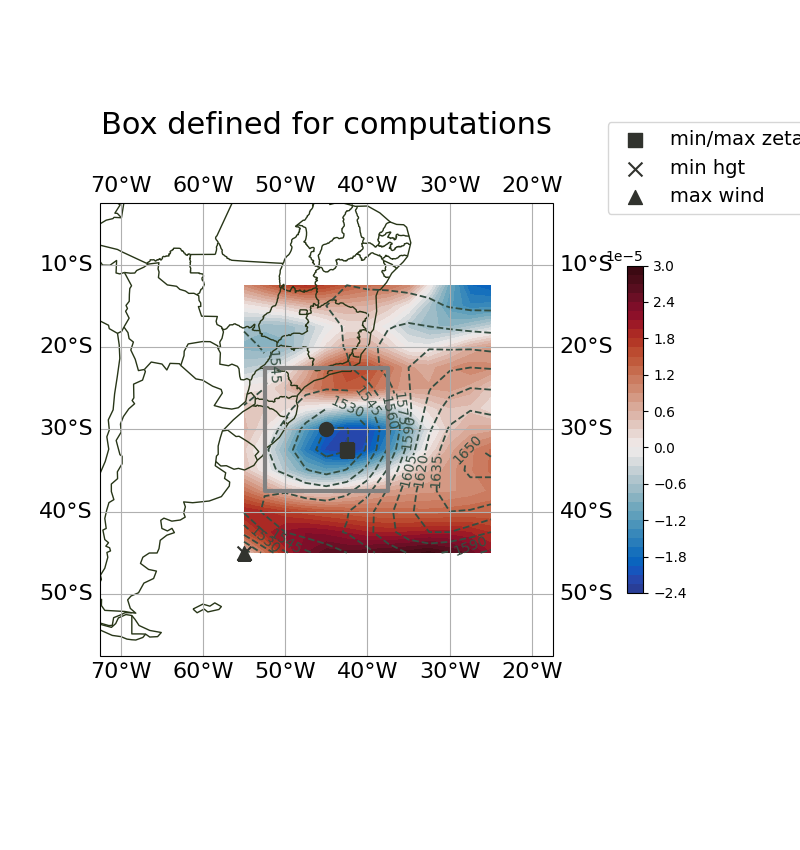 Box defined for computations
min/max zeta
min hgt
max wind
70°W 60°W 50°W 40°W 30°W 20°W
10°S 10°S
1e−5
3.0
2.4
1.8
1.2
0.6
0.0
−0.6
−1.2
−1.8
−2.4
20°S 20°S
1545
1530 1545 1560
1590
30°S 30°S
1650
1605 1620 1635
40°S 40°S
50°S 50°S
70°W 60°W 50°W 40°W 30°W 20°W